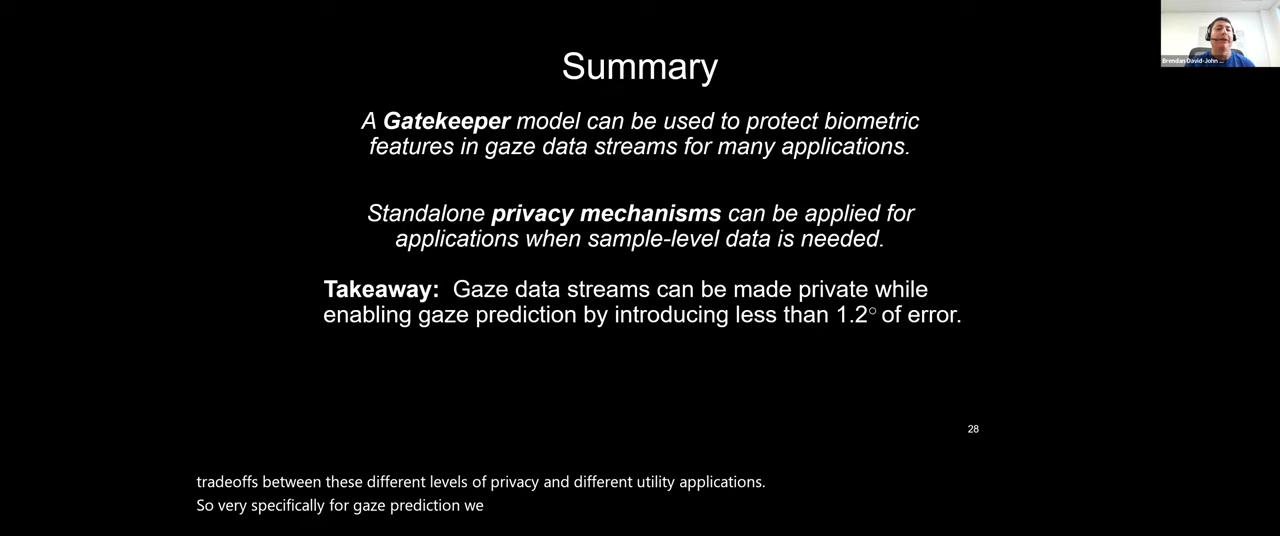 Summary
Brendan David-John ...
A Gatekeeper model can be used to protect biometric
features in gaze data streams for many applications.
Standalone privacy mechanisms can be applied for
applications when sample-level data is needed.
Takeaway: Gaze data streams can be made private while
enabling gaze prediction by introducing less than 1.2° of error.
28
tradeoffs between these different levels of privacy and different utility applications.
So very specifically for gaze prediction we